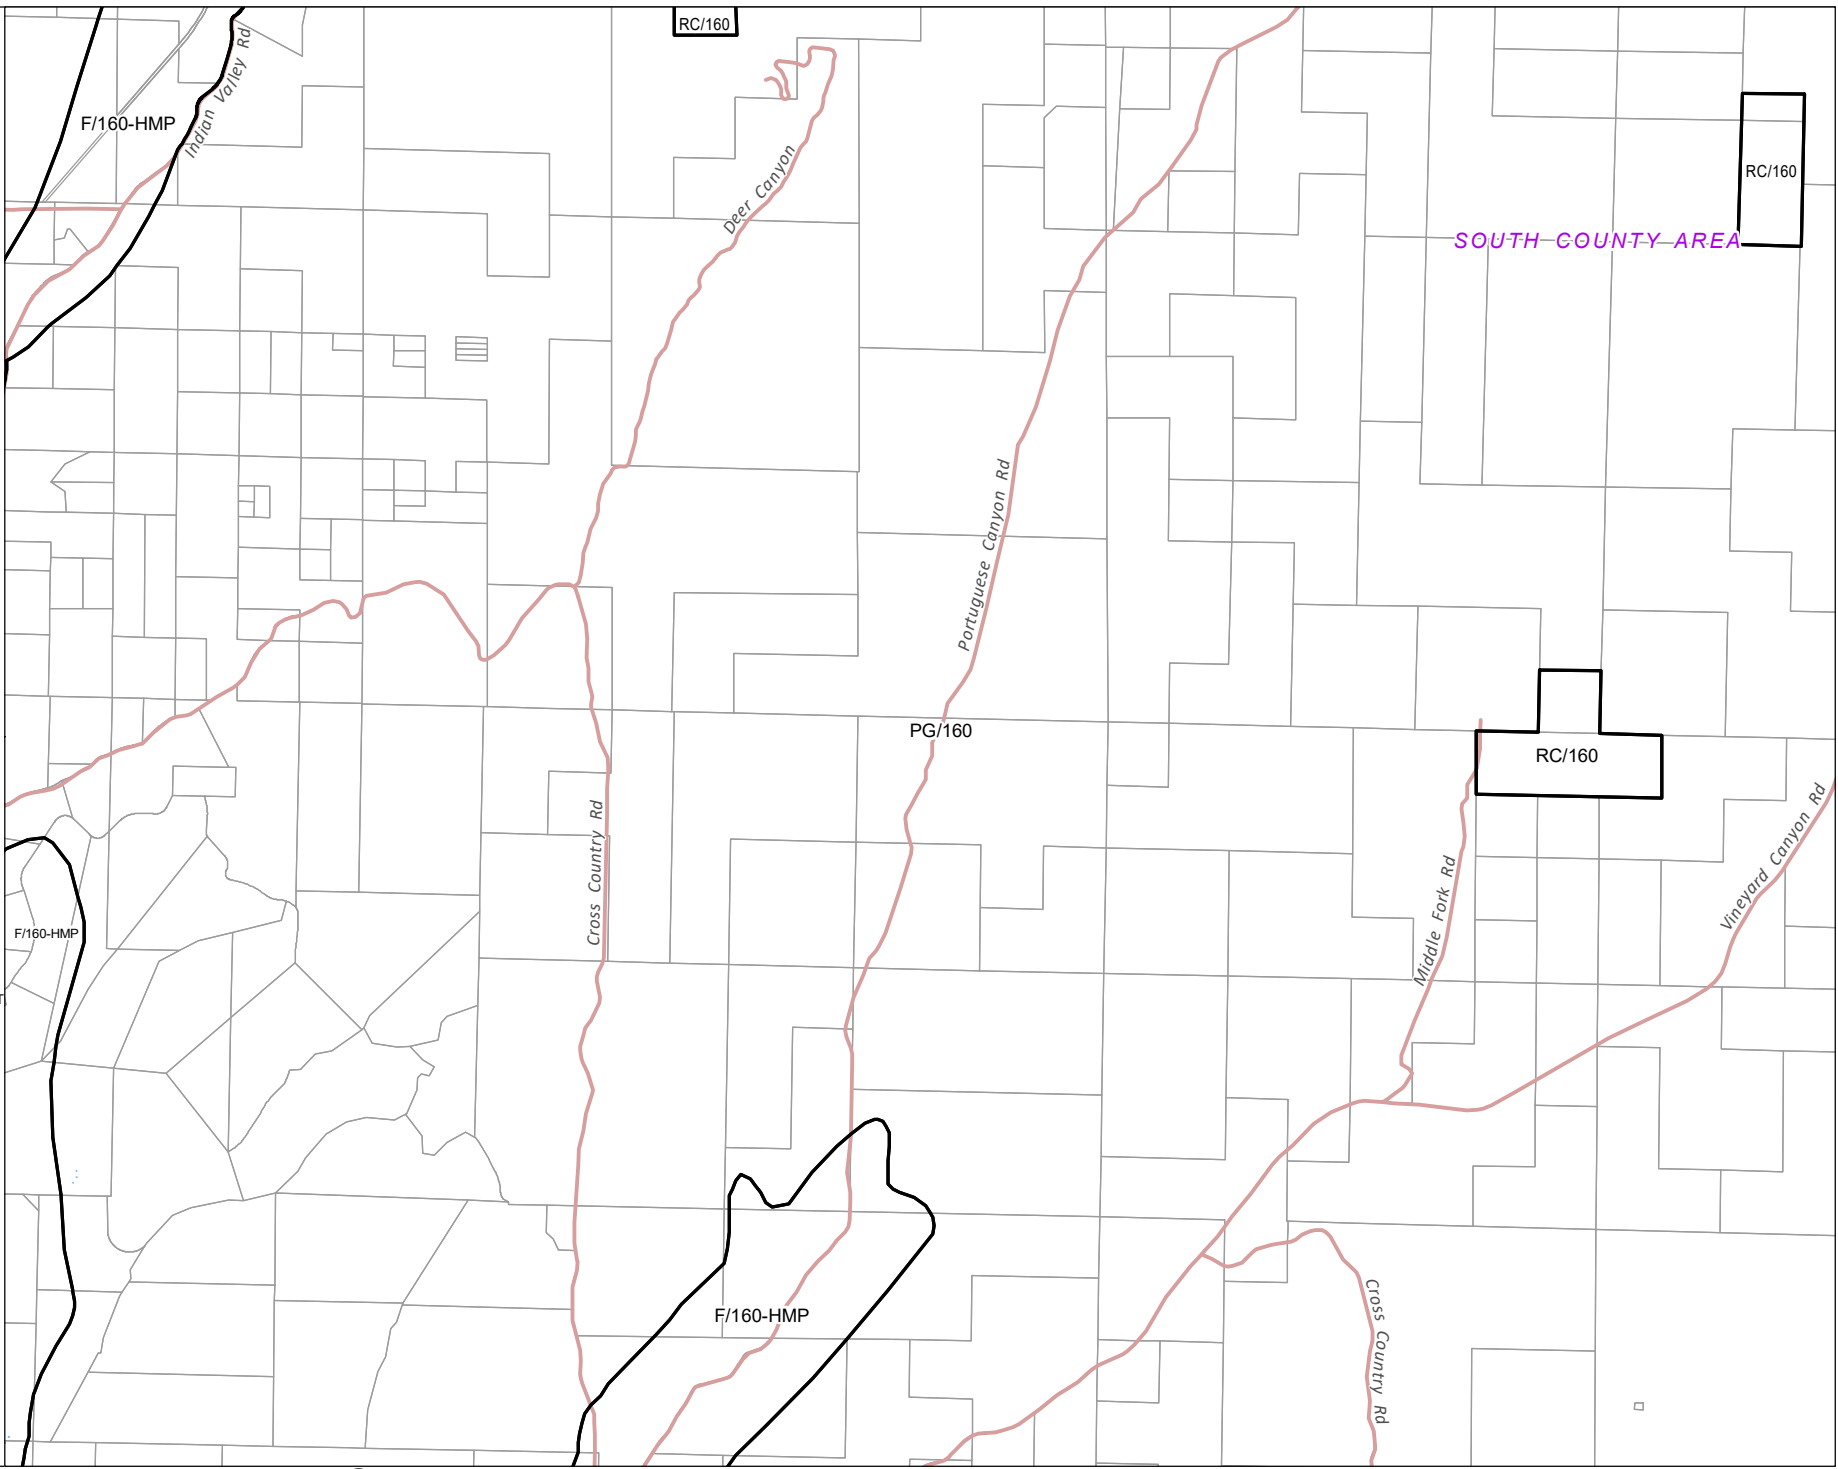 RC/160
Indian Valley Rd
F/160-HMP
RC/160
Deer Canyon
SOUTH COUNTY AREA
Portuguese Canyon Rd
PG/160
RC/160
Cross Country Rd
Vineyard Canyon Rd
Middle Fork Rd
F/160-HMP
F/160-HMP
Cross Country Rd